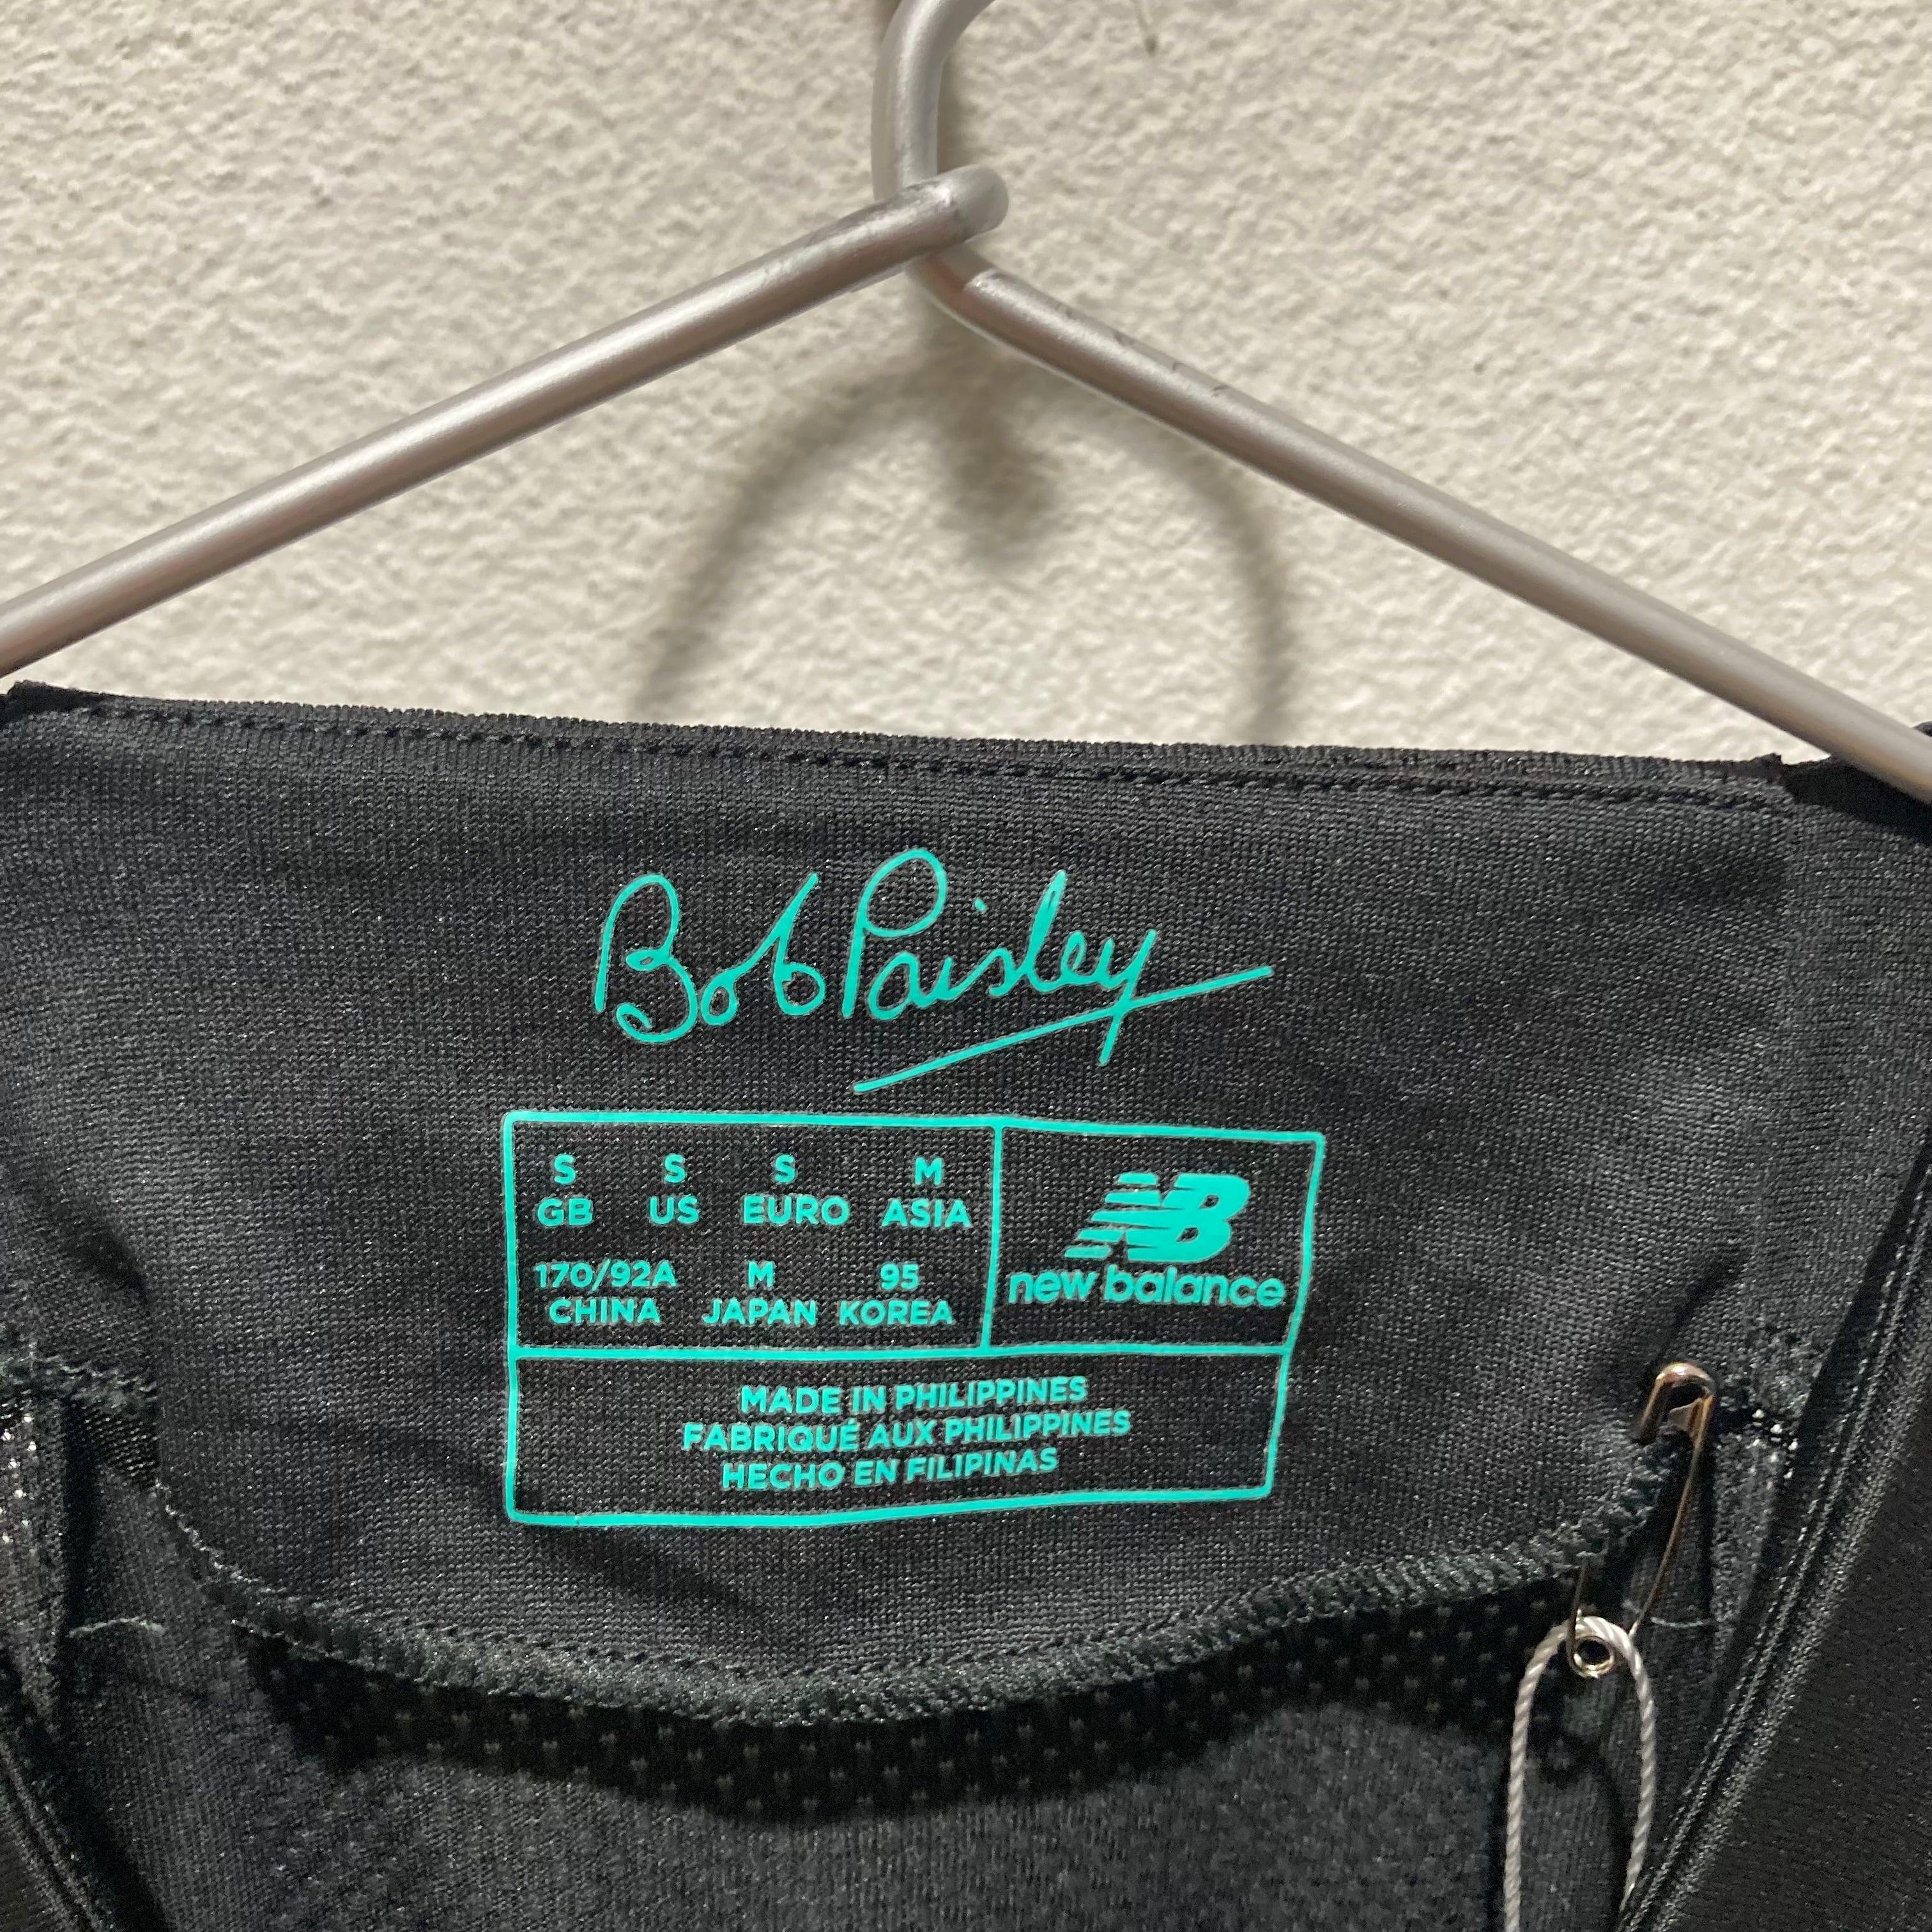 Bob Paisley
S S S M
GB US EURO ASIA
170/92A M 95
CHINA JAPAN KOREA
NB
new balance
MADE IN PHILIPPINES
FABRIQUÉ AUX PHILIPPINES
HECHO EN FILIPINAS